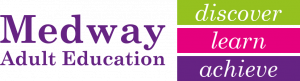 Medway
Adult Education
discover
learn
achieve